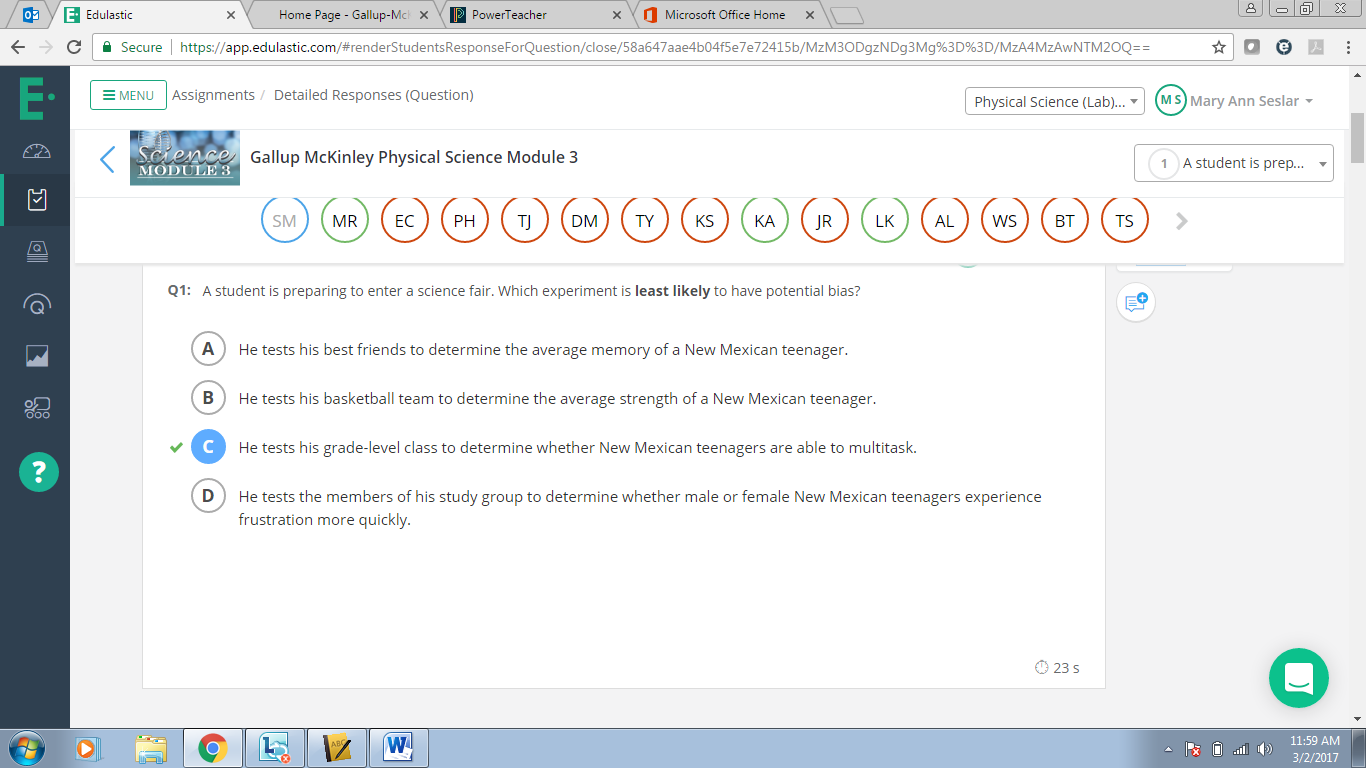 Edulastic
Home Page - Gallup-McK
PowerTeacher
Microsoft Office Home
Secure
https://app.edulastic.com/#renderStudentsResponseForQuestion/close/58a647aae4b04f5e7e72415b/MzM3ODgzNDg3Mg%3D%3D/MzA4MzAwNTM2OQ==
E
MENU
Assignments / Detailed Responses (Question)
Physical Science (Lab)...
MS
Mary Ann Seslar
Science
MODULE 3
Gallup McKinley Physical Science Module 3
1 A student is prep...
SM MR EC PH TJ DM TY KS KA JR LK AL WS BT TS
Q1: A student is preparing to enter a science fair. Which experiment is least likely to have potential bias?
A He tests his best friends to determine the average memory of a New Mexican teenager.
B He tests his basketball team to determine the average strength of a New Mexican teenager.
C He tests his grade-level class to determine whether New Mexican teenagers are able to multitask.
D He tests the members of his study group to determine whether male or female New Mexican teenagers experience
frustration more quickly.
?
23 s
11:59 AM
3/2/2017